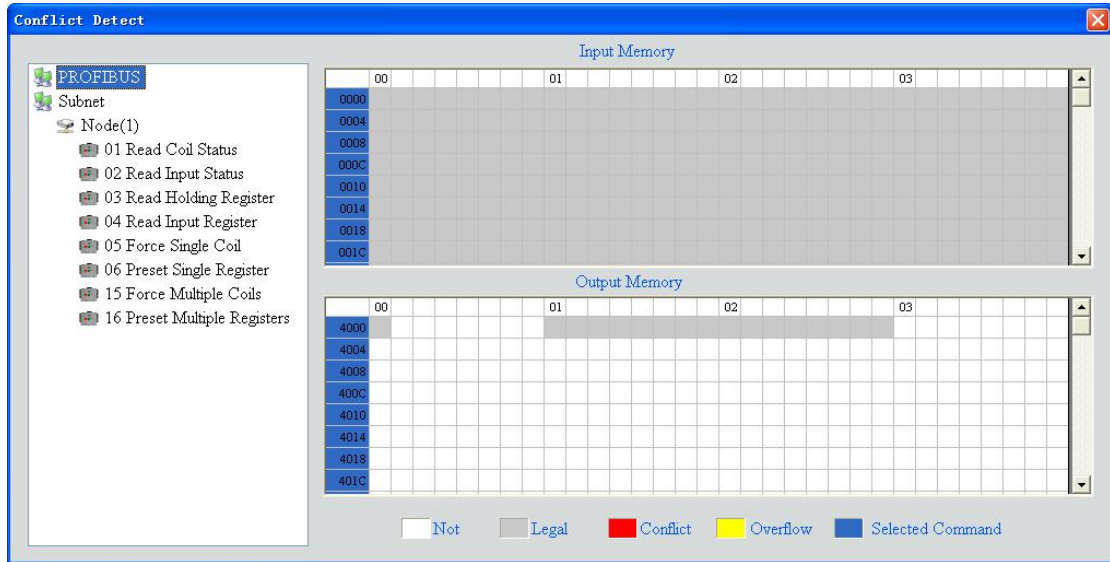 Conflict Detect
Input Memory
PROFIBUS
Subnet
Node(1)
01 Read Coil Status
02 Read Input Status
03 Read Holding Register
04 Read Input Register
05 Force Single Coil
06 Preset Single Register
15 Force Multiple Coils
16 Preset Multiple Registers
00 01 02 03
0000
0004
0008
000C
0010
0014
0018
001C
Output Memory
00 01 02 03
4000
4004
4008
400C
4010
4014
4018
401C
Not Legal Conflict Overflow Selected Command